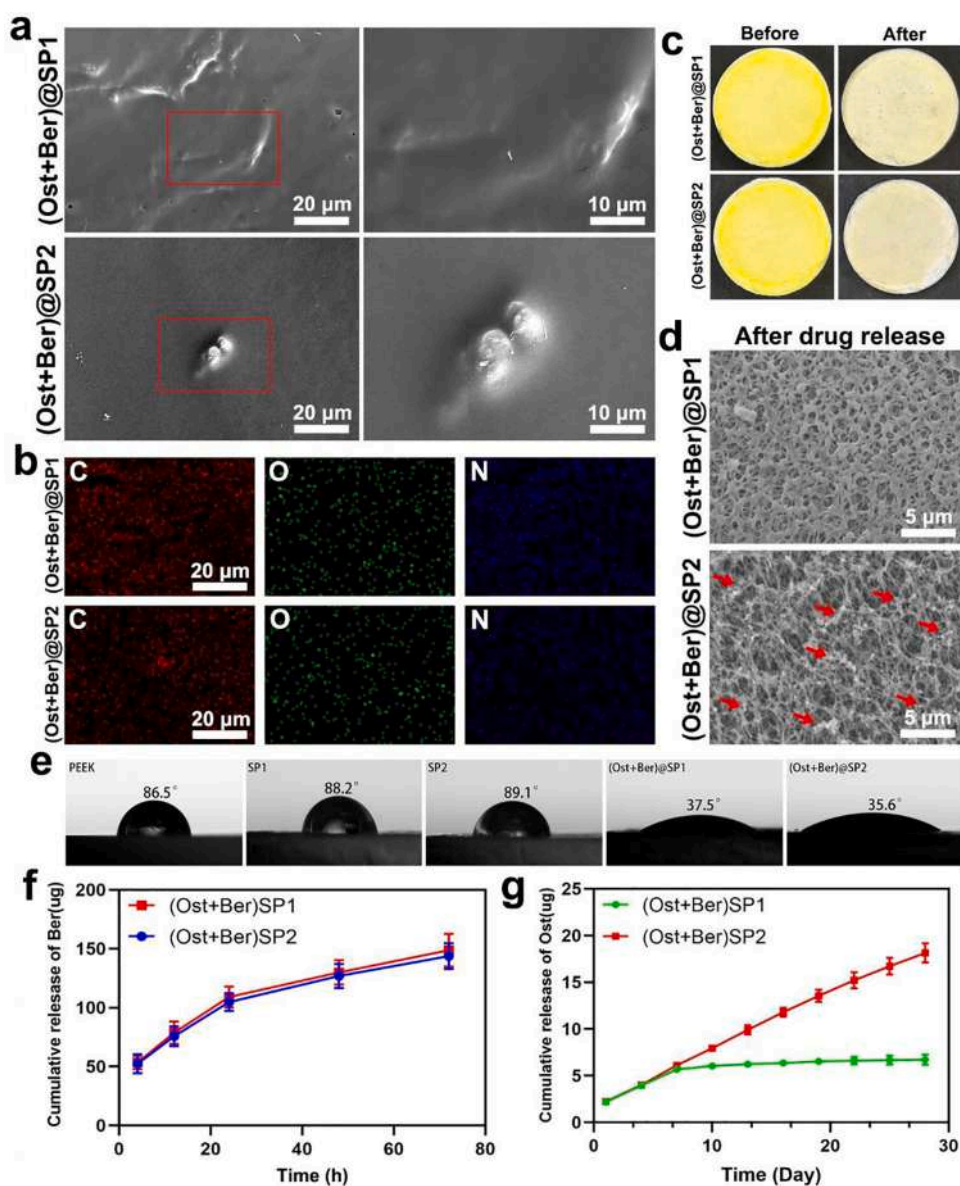 a
(Ost+Ber)@SP1
20 μm
10 μm
(Ost+Ber)@SP2
20 μm
10 μm
b
(Ost+Ber)@SP1
C
O
N
20 μm
(Ost+Ber)@SP2
C
O
N
20 μm
c
Before
After
(Ost+Ber)@SP1
(Ost+Ber)@SP2
d
After drug release
(Ost+Ber)@SP1
5 μm
(Ost+Ber)@SP2
5 μm
e
PEEK
86.5°
SP1
88.2°
SP2
89.1°
(Ost+Ber)@SP1
37.5°
(Ost+Ber)@SP2
35.6°
f
Cumulative relesase of Ber(ug)
200
150
100
50
0
(Ost+Ber)SP1
(Ost+Ber)SP2
0 20 40 60 80
Time (h)
g
Cumulative relesase of Ost(ug)
25
20
15
10
5
0
(Ost+Ber)SP1
(Ost+Ber)SP2
0 10 20 30
Time (Day)